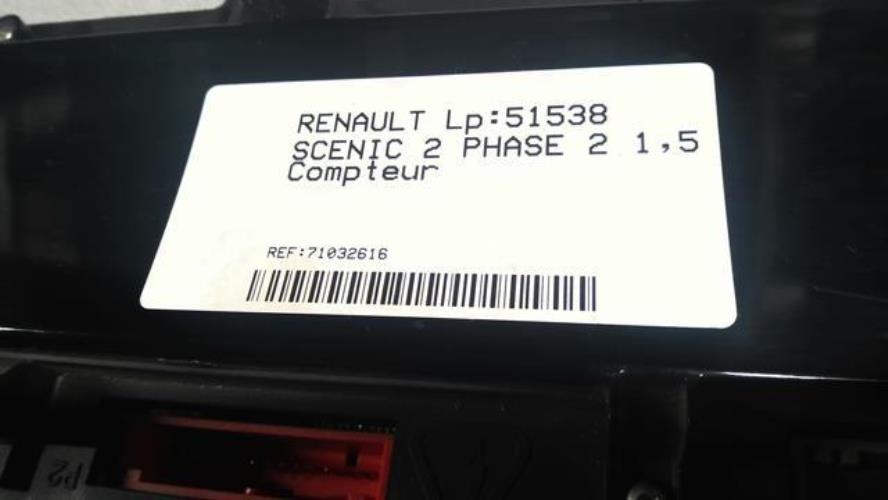 RENAULT Lp:51538
SCENIC 2 PHASE 2 1,5
Compteur
REF:71032616
P2